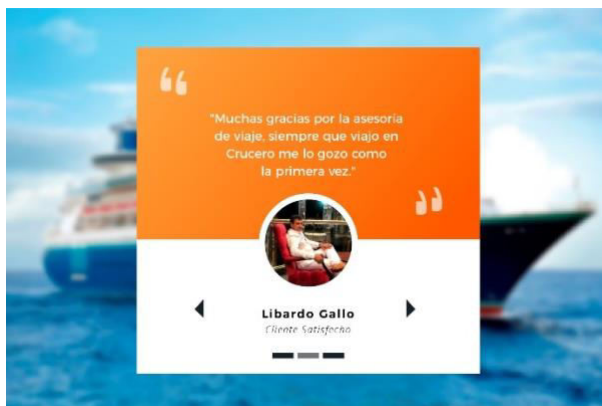 "Muchas gracias por la asesoría
de viaje, siempre que viajo en
Crucero me lo gozo como
la primera vez."
Libardo Gallo
Cliente Satisfecho